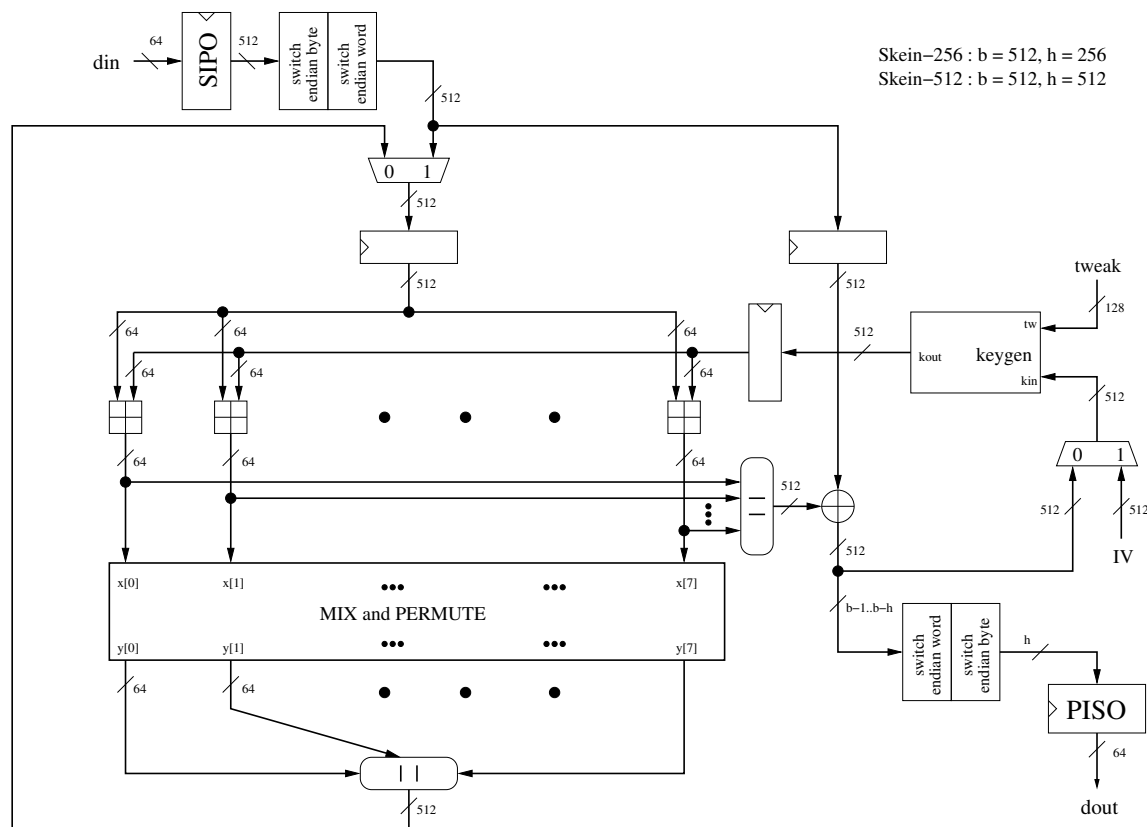 din
64
SIPO
512
switch
endian byte
switch
endian word
512
Skein−256 : b = 512, h = 256
Skein−512 : b = 512, h = 512
0 1
512
512
512
tweak
128
64
64
64
512
tw
keygen
kout
kin
64
64
64
512
0 1
64
64
64
| |
512
512
512
512
IV
x[0]
x[1]
x[7]
MIX and PERMUTE
y[0]
y[1]
y[7]
b−1..b−h
switch
endian word
switch
endian byte
h
64
64
PISO
64
| |
512
dout